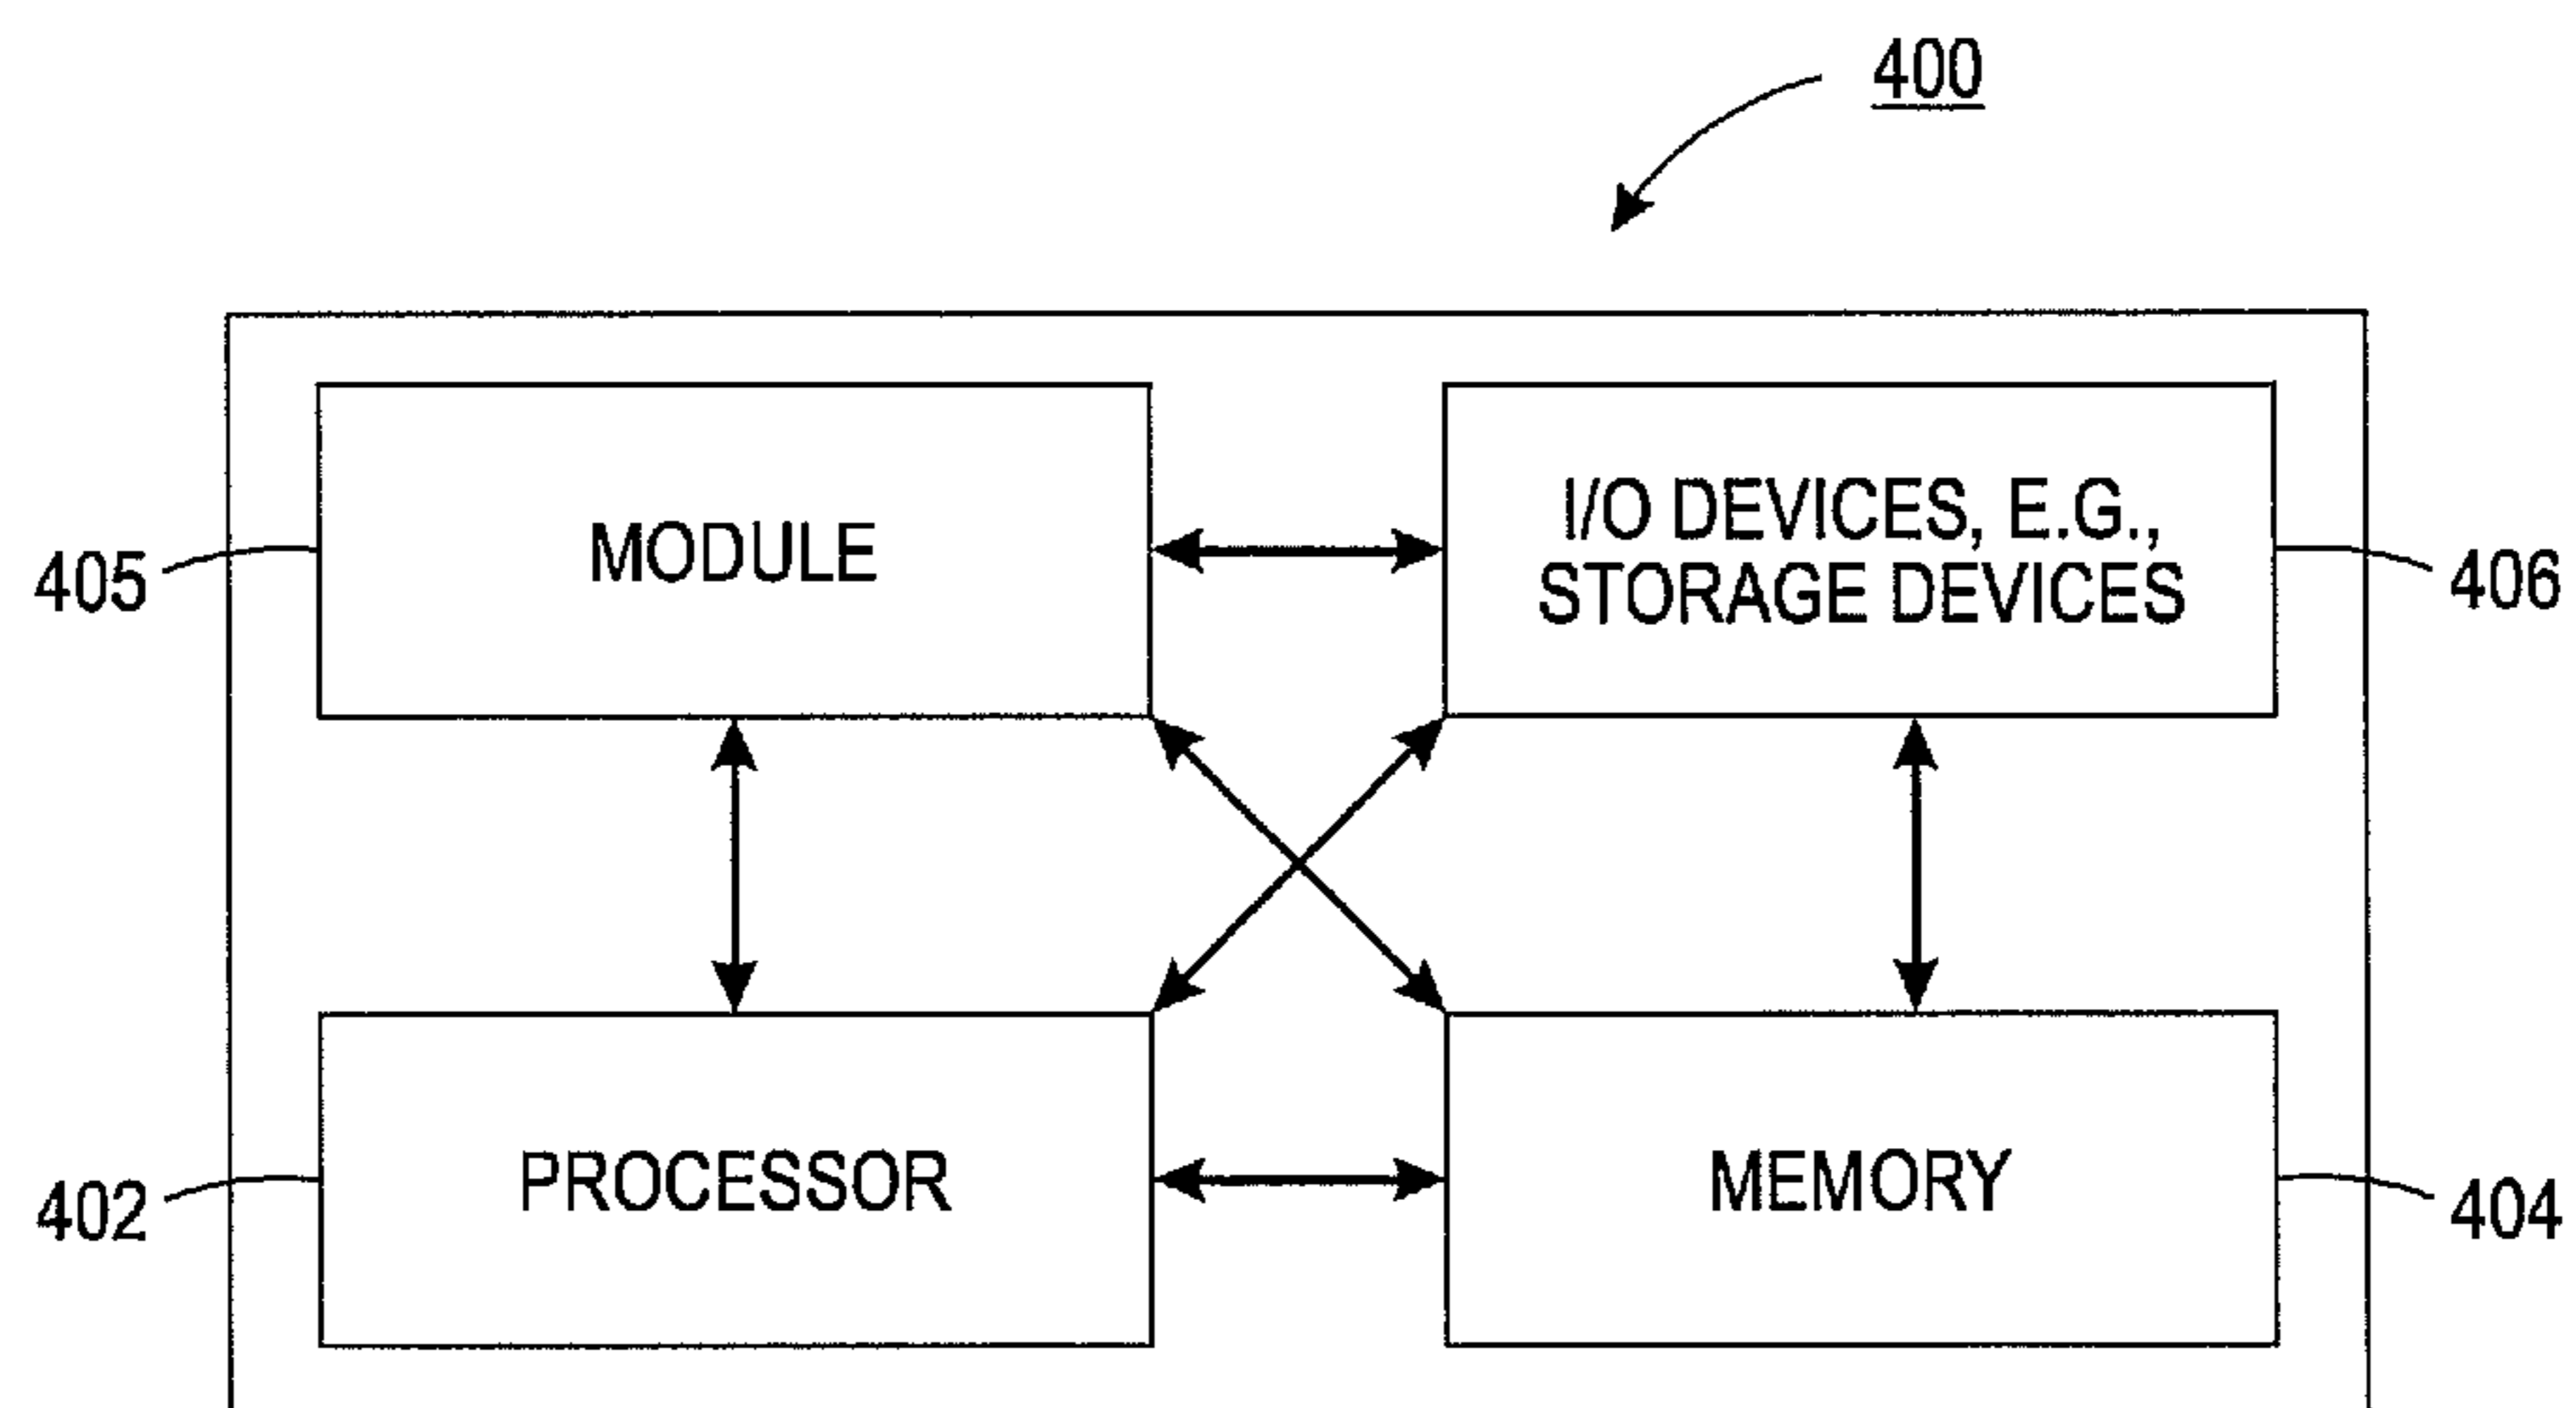 400
MODULE
I/O DEVICES, E.G.,
STORAGE DEVICES
405
406
PROCESSOR
MEMORY
402
404